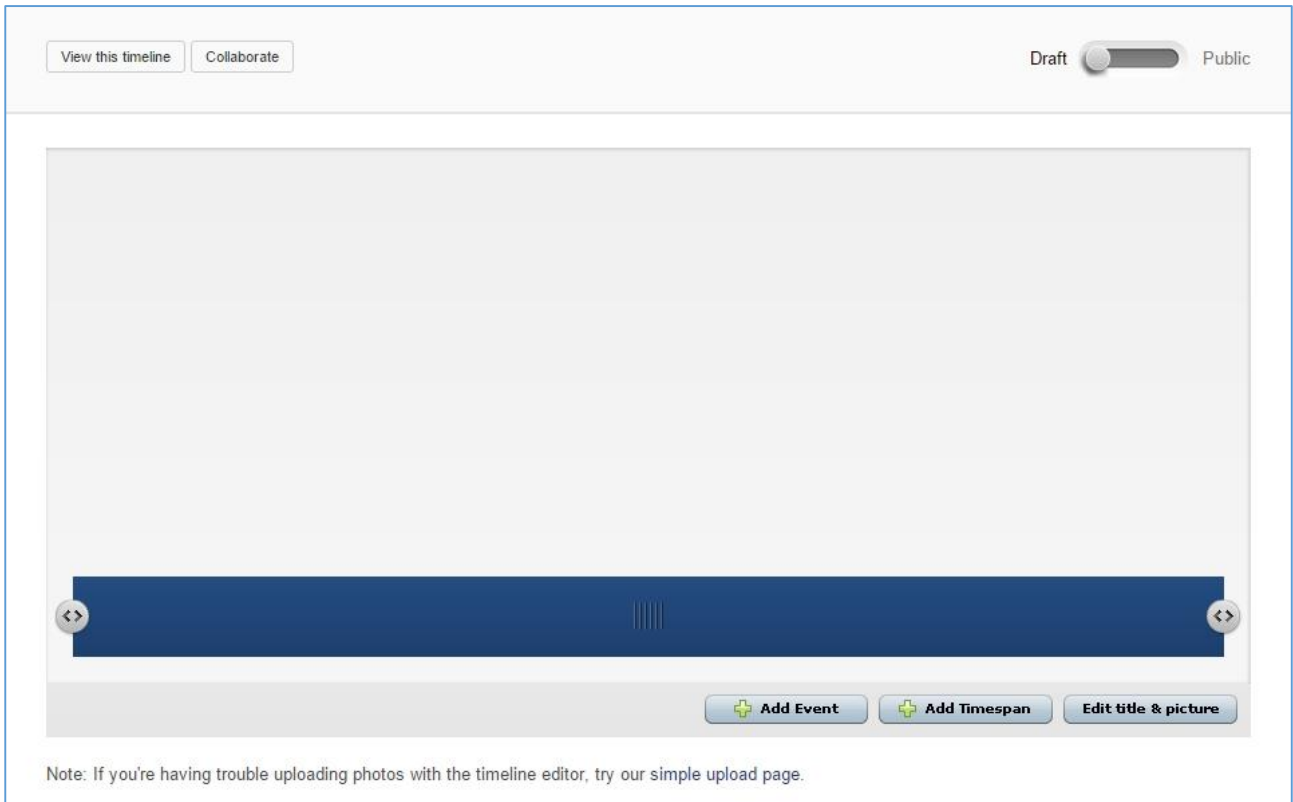 View this timeline Collaborate Draft Public
Add Event Add Timespan Edit title & picture
Note: If you're having trouble uploading photos with the timeline editor, try our simple upload page.